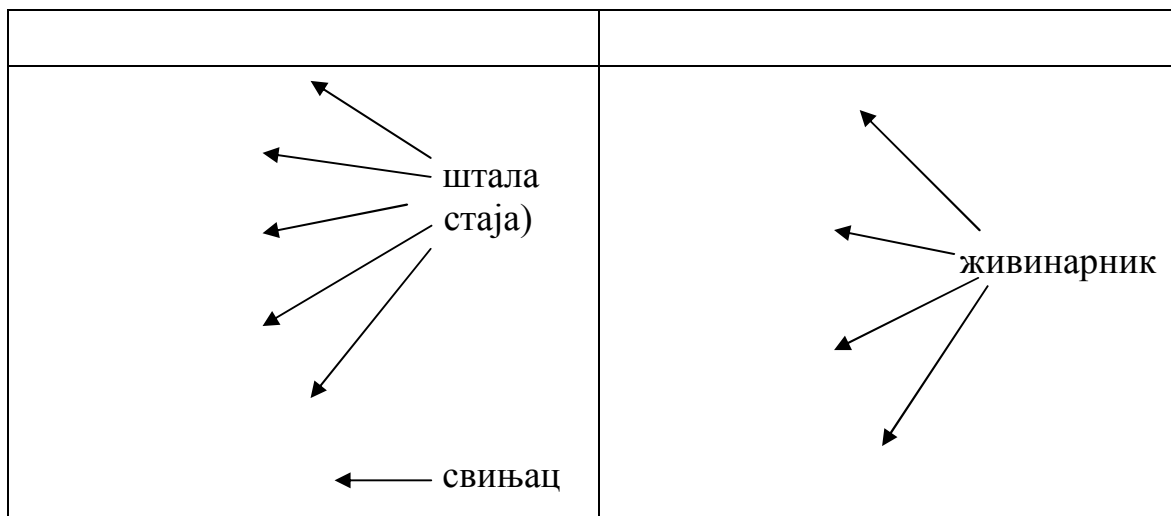 штала
стаја)
живинарник
свињац